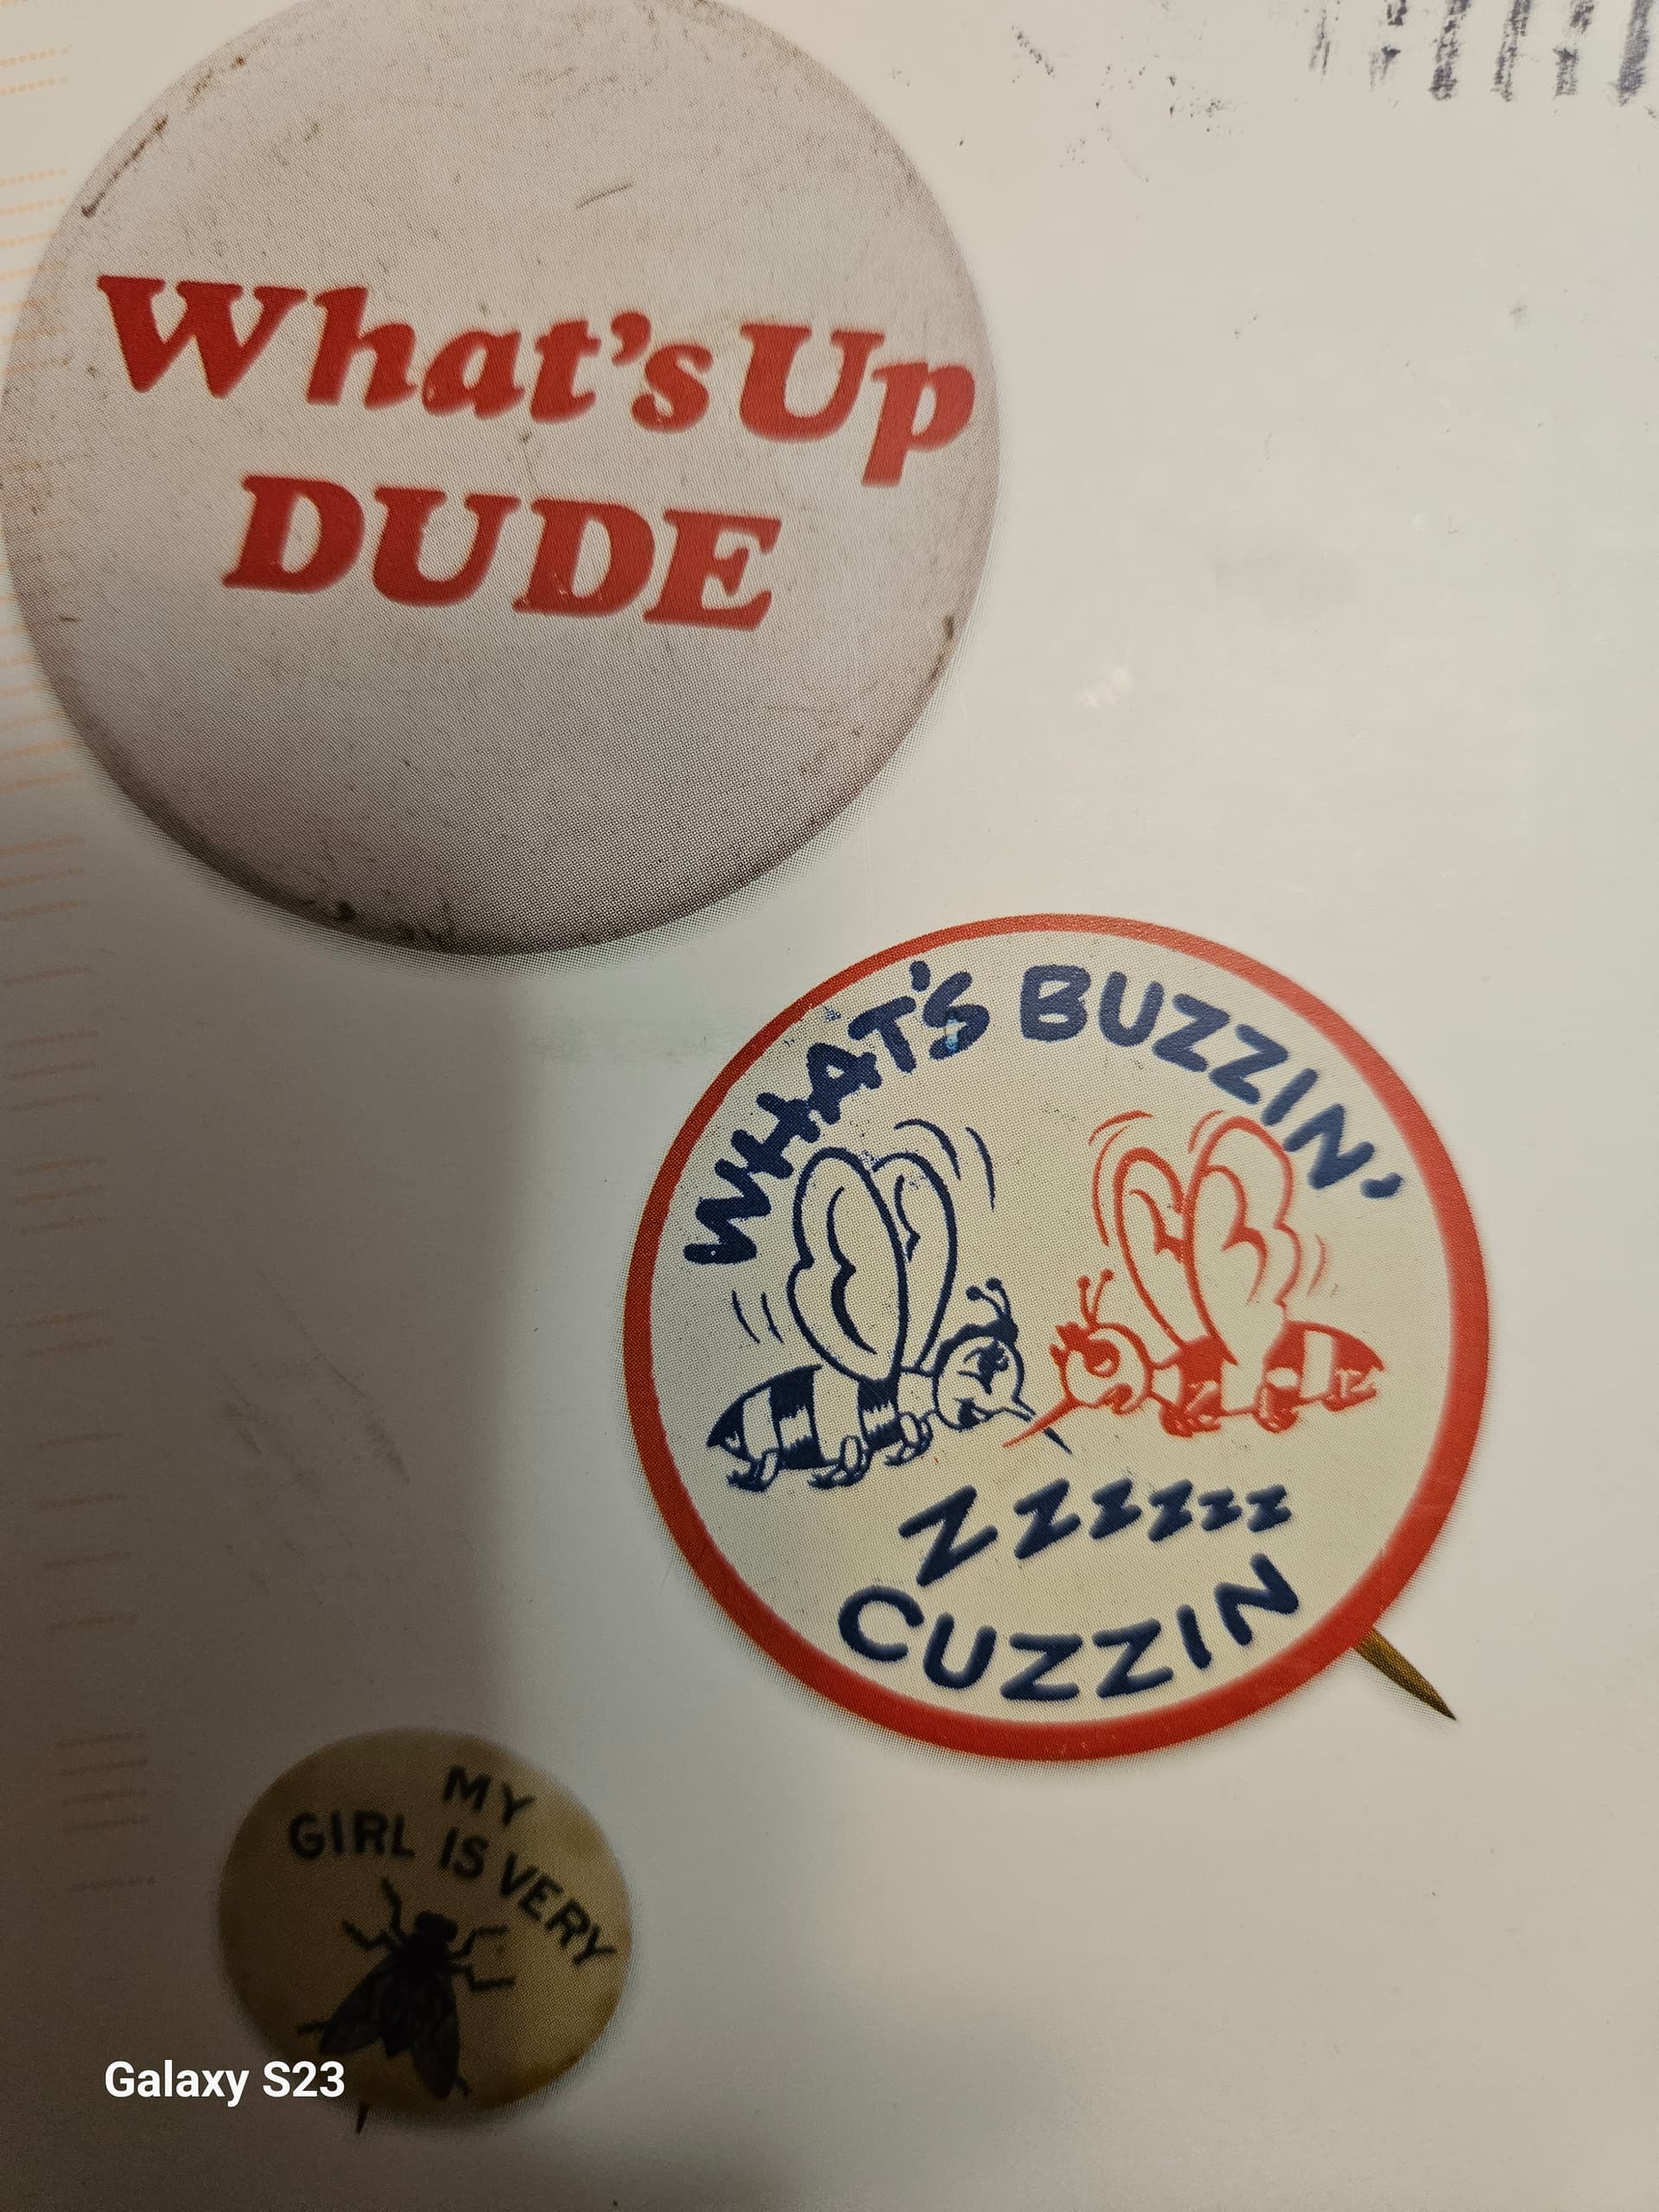 What's Up
DUDE
WHAT'S BUZZIN'
ZZZZZZ
CUZZIN
MY
GIRL IS VERY
Galaxy S23